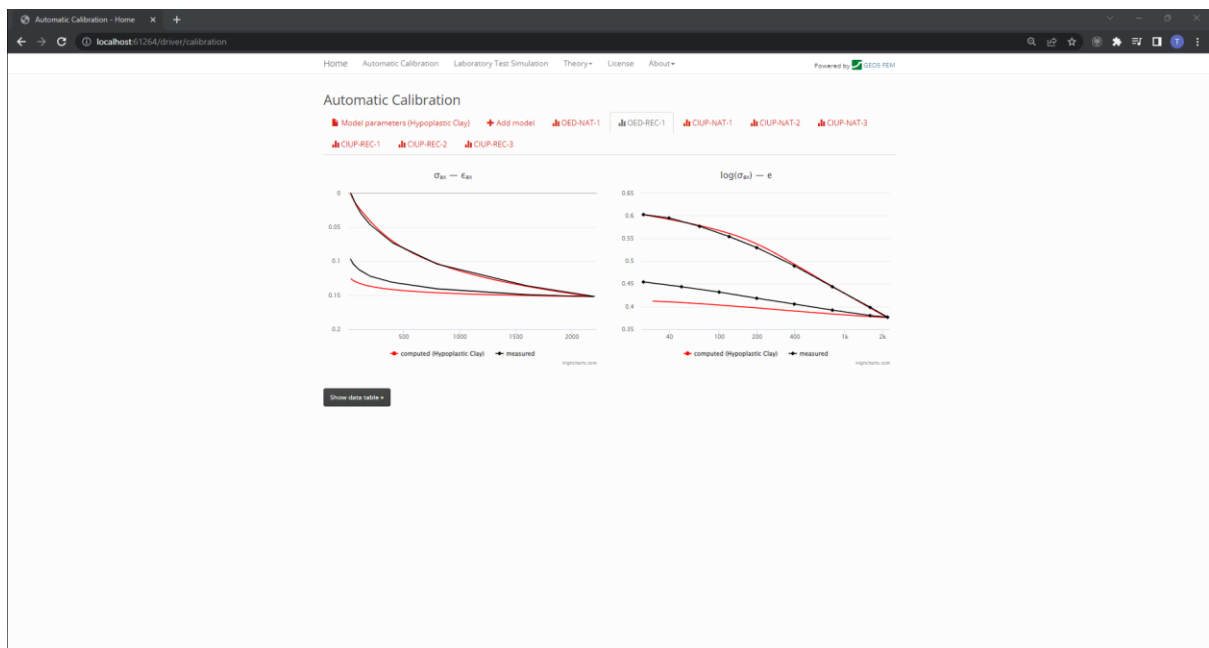 Automatic Calibration - Home
localhost:61264/driver/calibration
Home Automatic Calibration Laboratory Test Simulation Theory License About Powered by GEO5 FEM
Automatic Calibration
Model parameters (Hypoplastic Clay) Add model OED-NAT-1 OED-REC-1 CIUP-NAT-1 CIUP-NAT-2 CIUP-NAT-3
CIUP-REC-1 CIUP-REC-2 CIUP-REC-3
σax — ϵax
0
0.05
0.1
0.15
0.2
500 1000 1500 2000
computed (Hypoplastic Clay) measured
Highcharts.com
log(σax) — e
0.65
0.6
0.55
0.5
0.45
0.4
0.35
40 100 200 400 1k 2k
computed (Hypoplastic Clay) measured
Highcharts.com
Show data table »